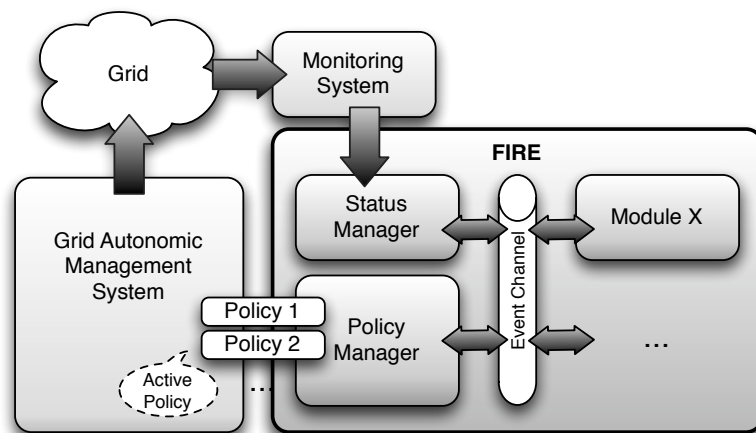 Grid
Monitoring
System
FIRE
Status
Manager
Module X
Grid Autonomic
Management
System
Event Channel
Policy 1
Policy 2
Policy
Manager
...
Active
Policy
...